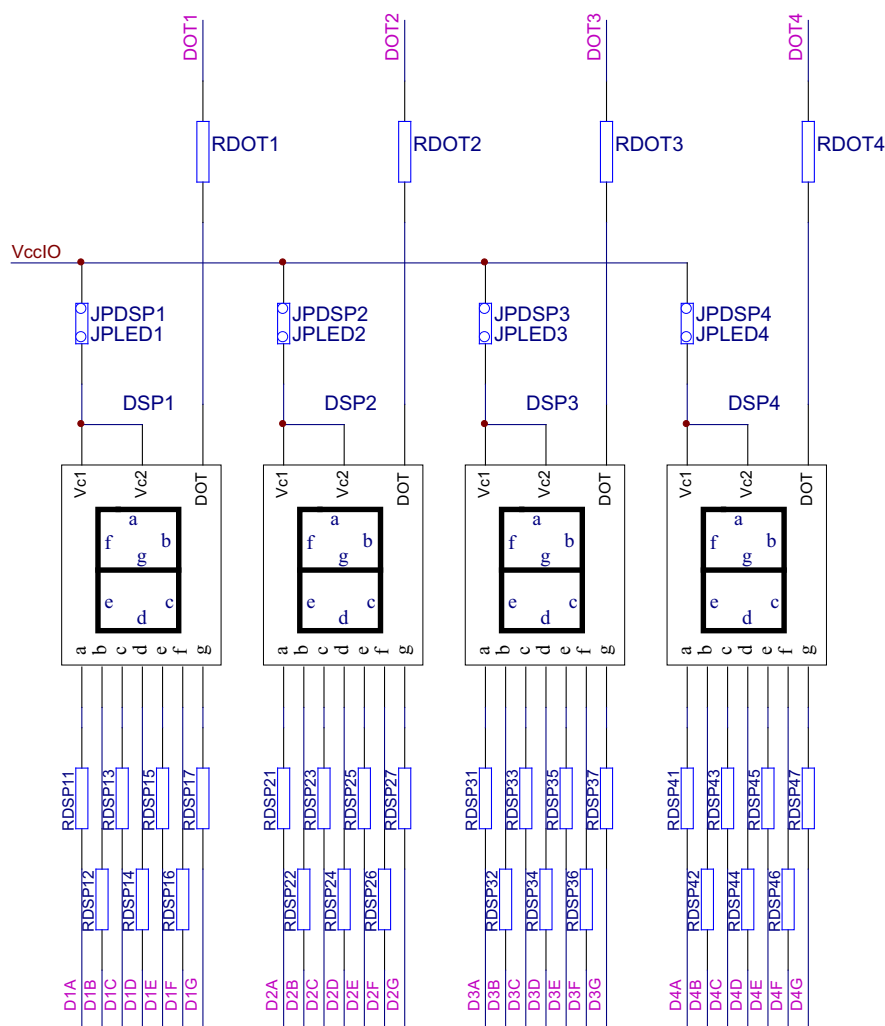 DOT1 DOT2 DOT3 DOT4
RDOT1 RDOT2 RDOT3 RDOT4
VccIO
JPDSP1 JPDSP2 JPDSP3 JPDSP4
JPLED1 JPLED2 JPLED3 JPLED4
DSP1 DSP2 DSP3 DSP4
Vc1 Vc2 DOT Vc1 Vc2 DOT Vc1 Vc2 DOT Vc1 Vc2 DOT
a a a a
f b f b f b f b
g g g g
e c e c e c e c
d d d d
a b c d e f g a b c d e f g a b c d e f g a b c d e f g
RDSP11 RDSP13 RDSP15 RDSP17 RDSP21 RDSP23 RDSP25 RDSP27 RDSP31 RDSP33 RDSP35 RDSP37 RDSP41 RDSP43 RDSP45 RDSP47
RDSP12 RDSP14 RDSP16 RDSP22 RDSP24 RDSP26 RDSP32 RDSP34 RDSP36 RDSP42 RDSP44 RDSP46
D1A D1B D1C D1D D1E D1F D1G D2A D2B D2C D2D D2E D2F D2G D3A D3B D3C D3D D3E D3F D3G D4A D4B D4C D4D D4E D4F D4G